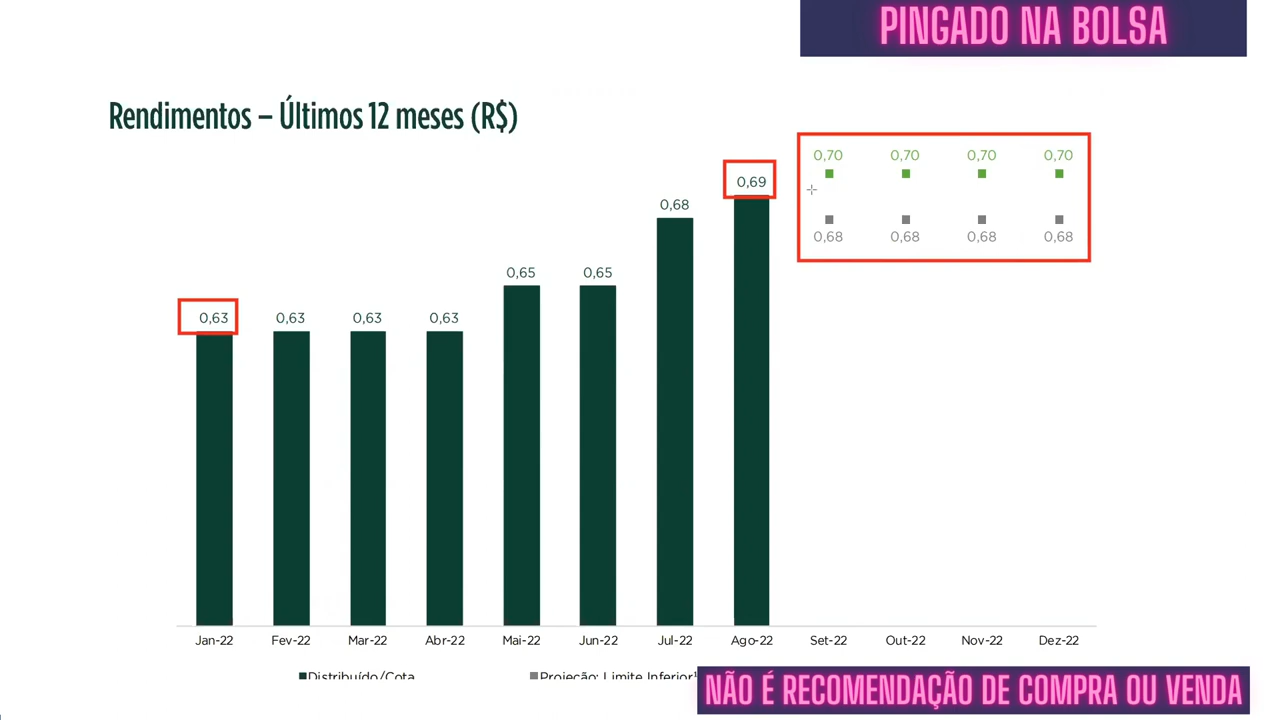 PINGADO NA BOLSA
Rendimentos – Últimos 12 meses (R$)
0,63 0,63 0,63 0,63 0,65 0,65 0,68 0,69
0,70 0,70 0,70 0,70
0,68 0,68 0,68 0,68
Jan-22 Fev-22 Mar-22 Abr-22 Mai-22 Jun-22 Jul-22 Ago-22 Set-22 Out-22 Nov-22 Dez-22
Distribuído/Cota Projeção: Limite Inferior¹
NÃO É RECOMENDAÇÃO DE COMPRA OU VENDA